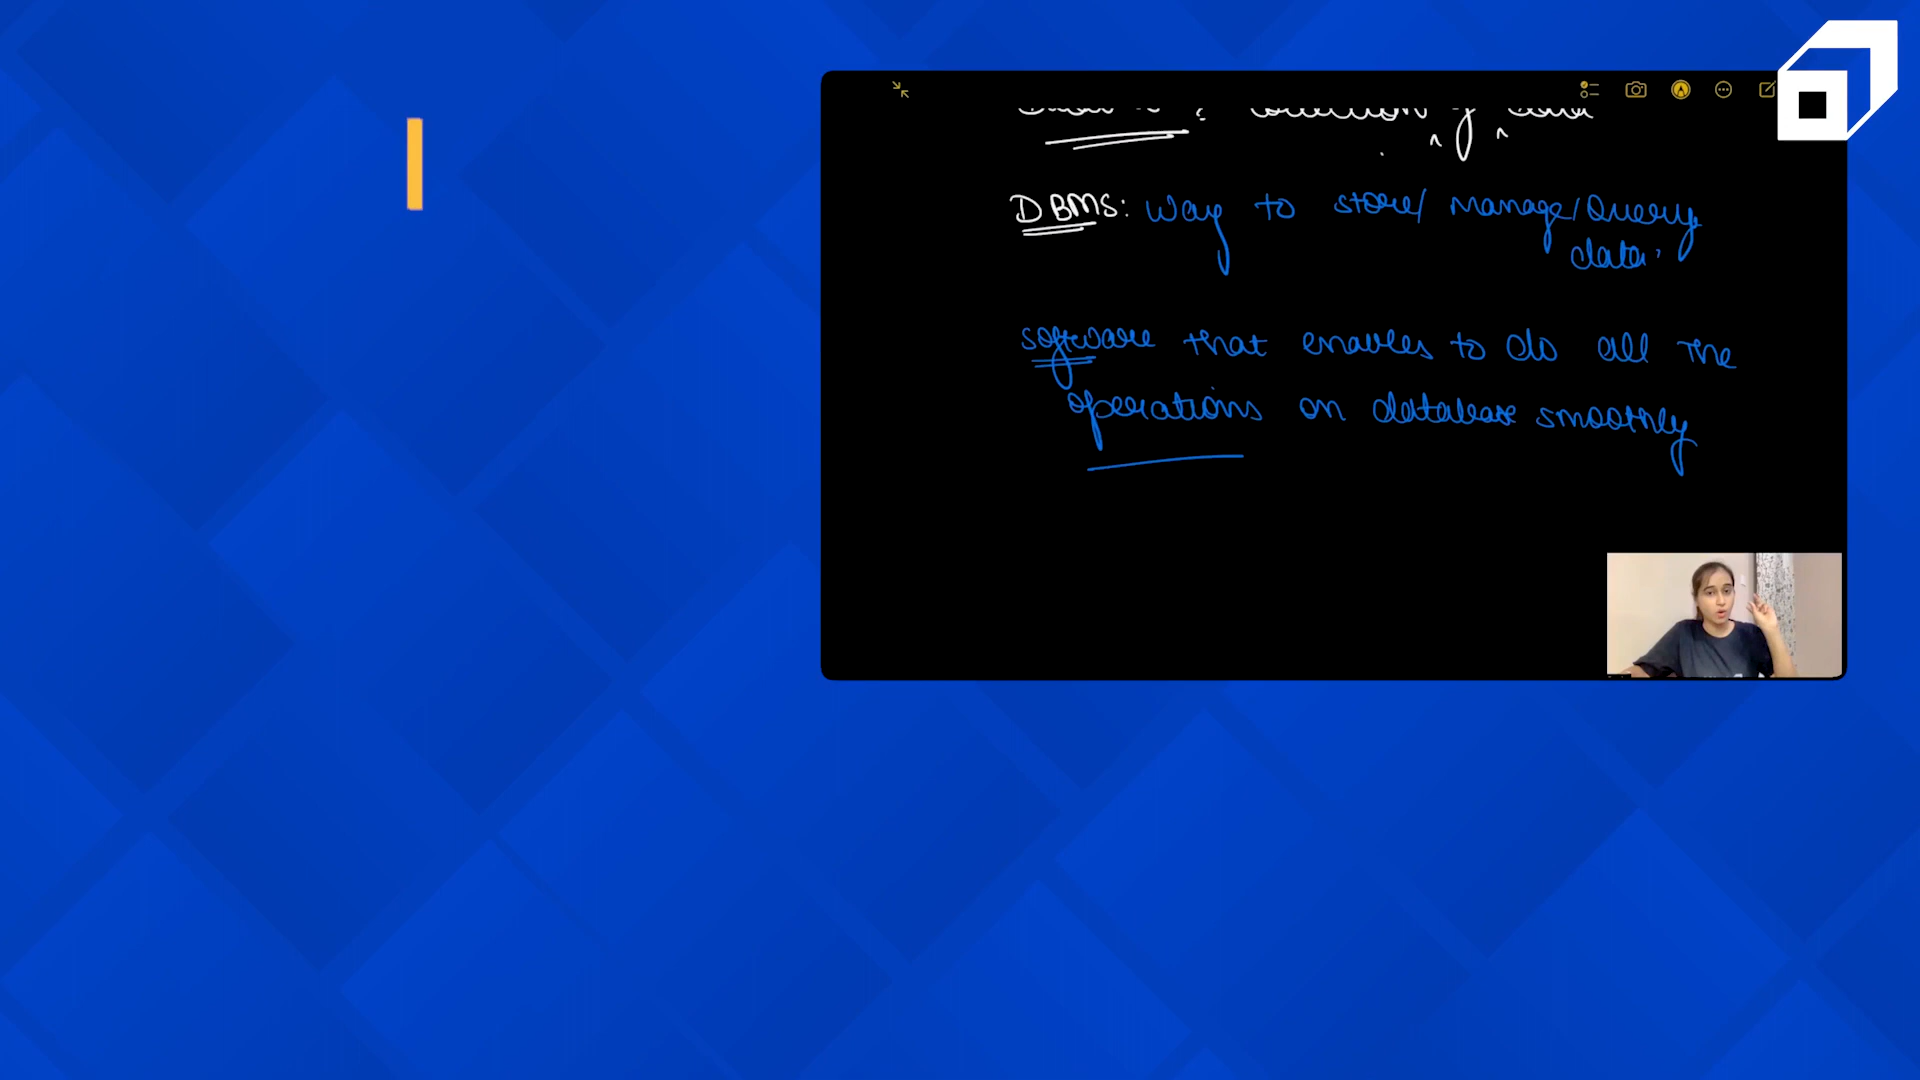 DBMS: Way to store/ manage/Query
data.
software that enables to do all the
operations on database smoothly